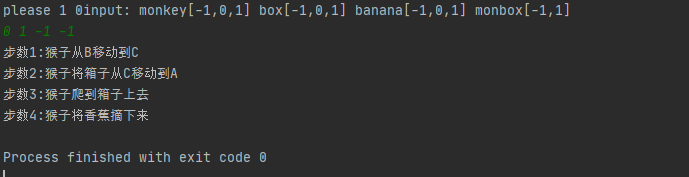 please 1 0input: monkey[-1,0,1] box[-1,0,1] banana[-1,0,1] monbox[-1,1]
0 1 -1 -1
步数1:猴子从B移动到C
步数2:猴子将箱子从C移动到A
步数3:猴子爬到箱子上去
步数4:猴子将香蕉摘下来
Process finished with exit code 0